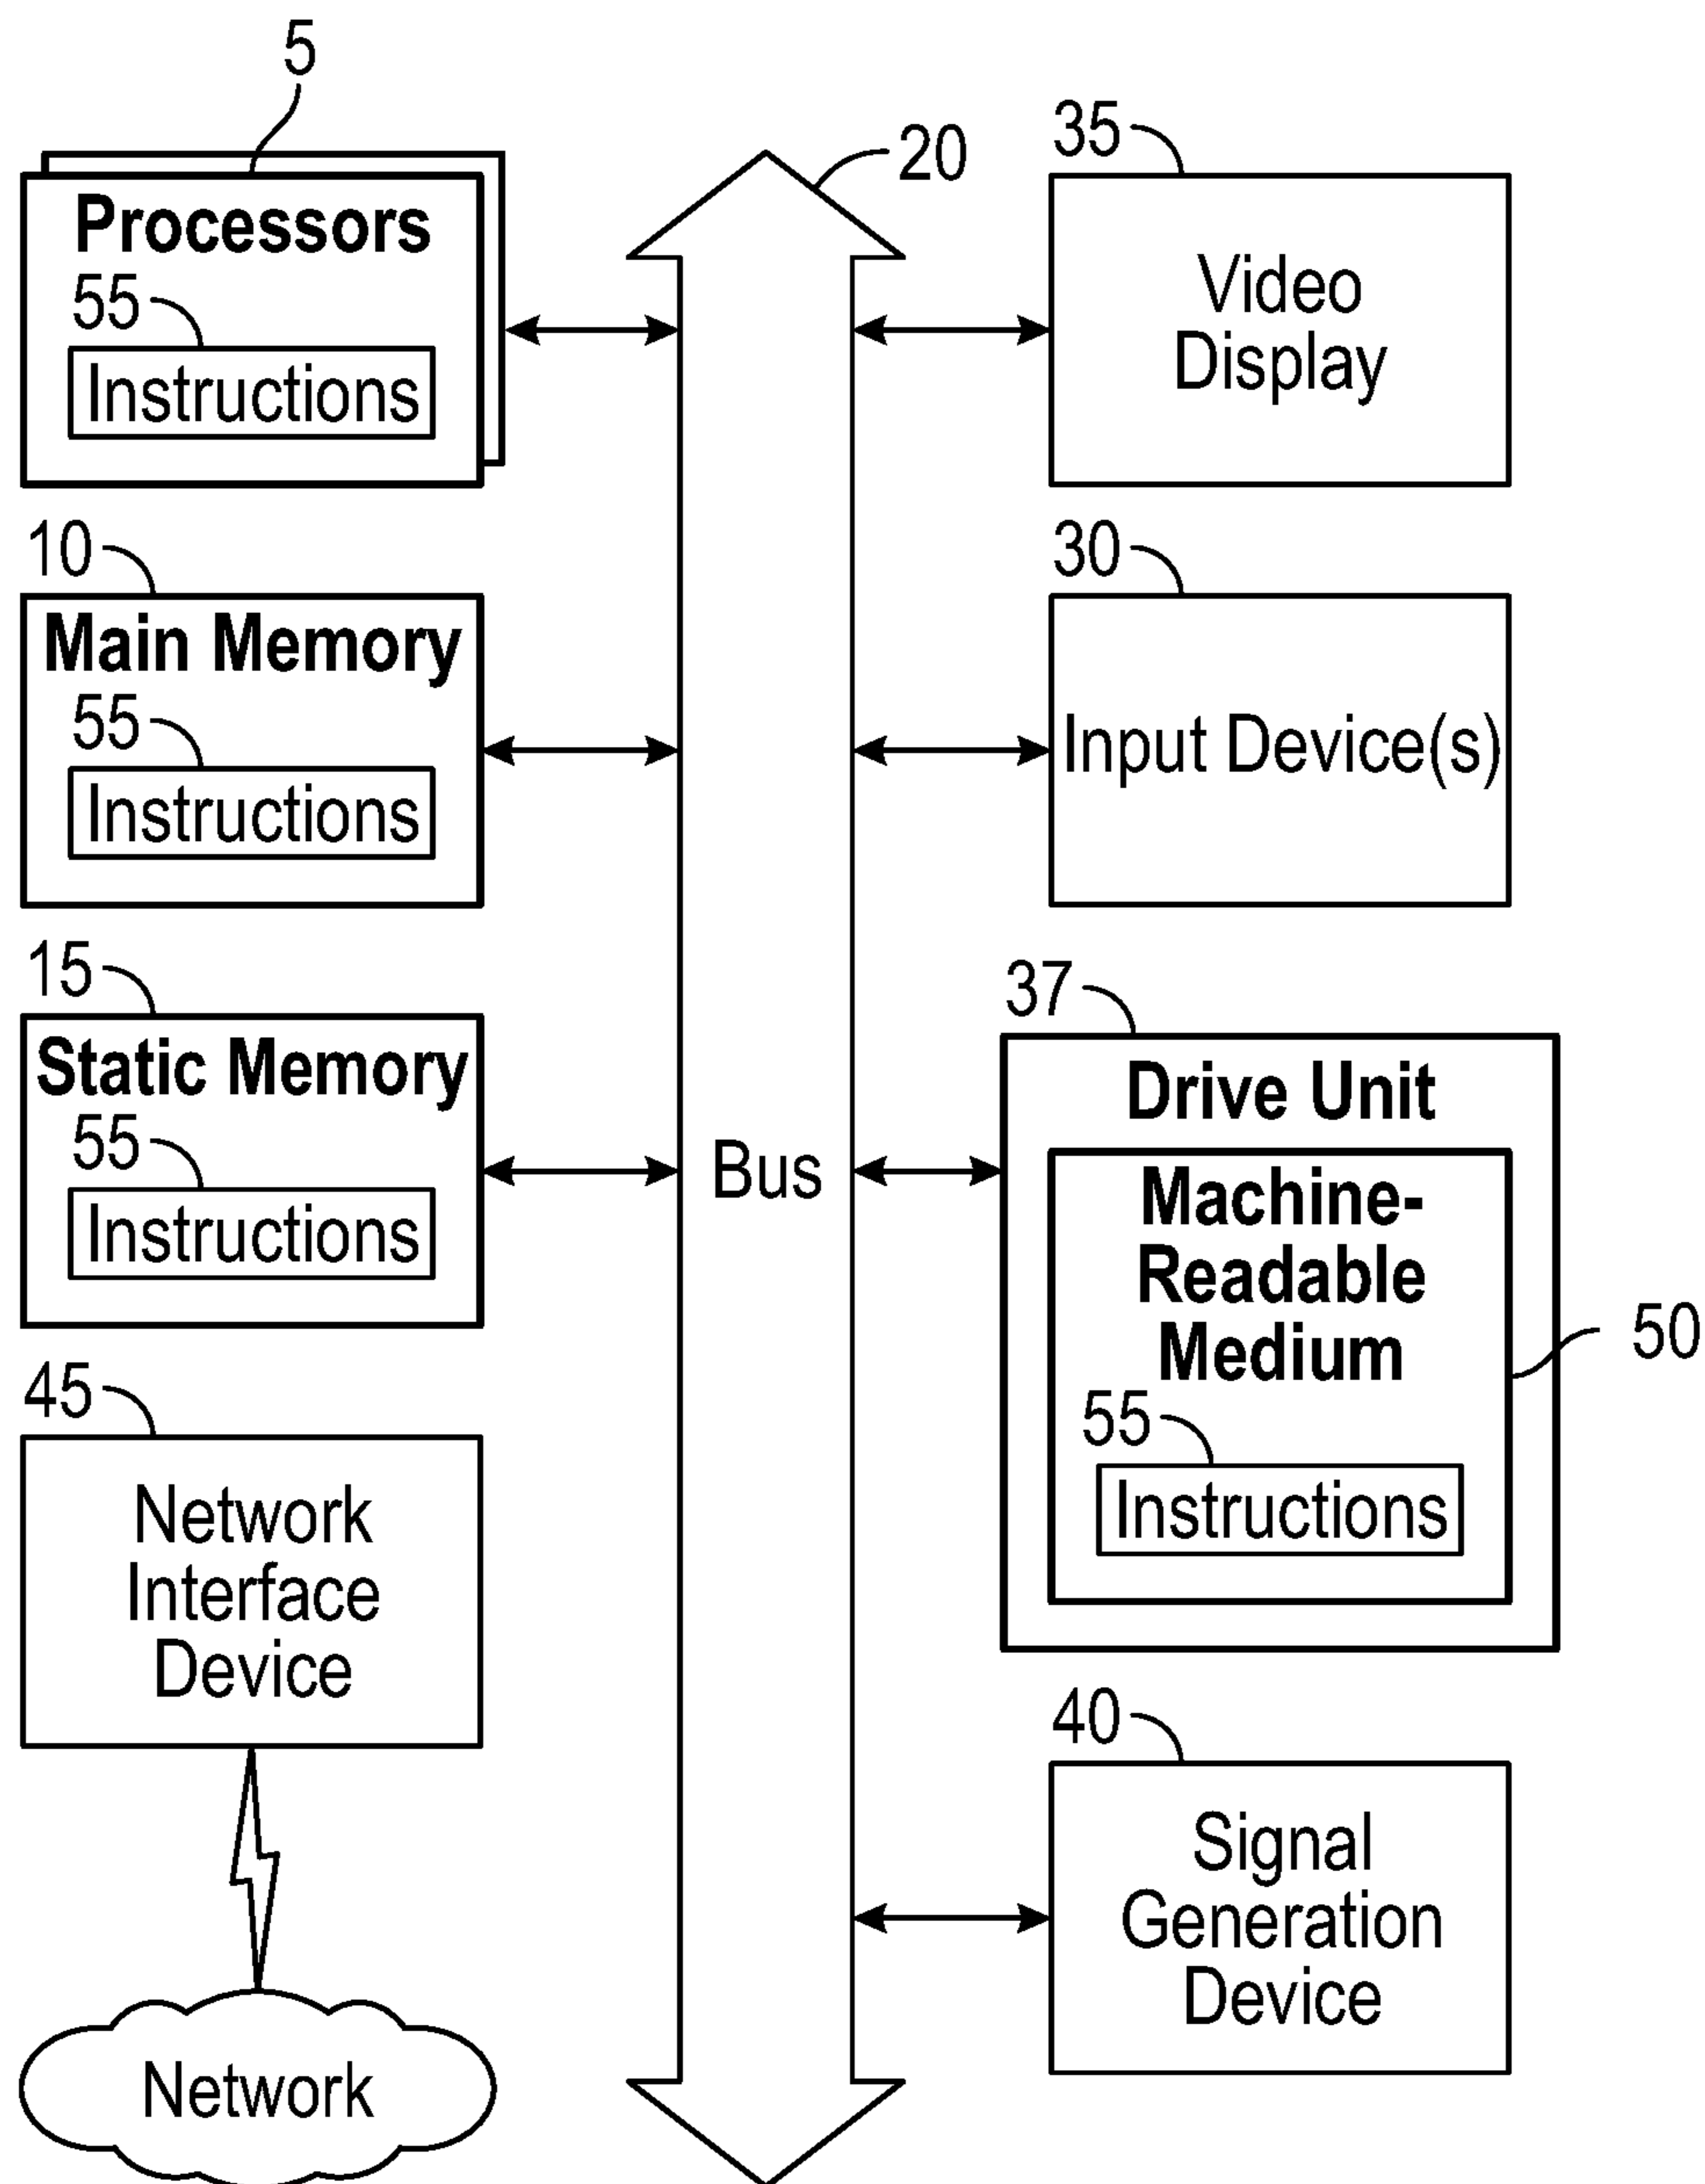 5
Processors
55
Instructions
10
Main Memory
55
Instructions
15
Static Memory
55
Instructions
45
Network
Interface
Device
Network
20
Bus
35
Video
Display
30
Input Device(s)
37
Drive Unit
Machine-
Readable
Medium
50
55
Instructions
40
Signal
Generation
Device